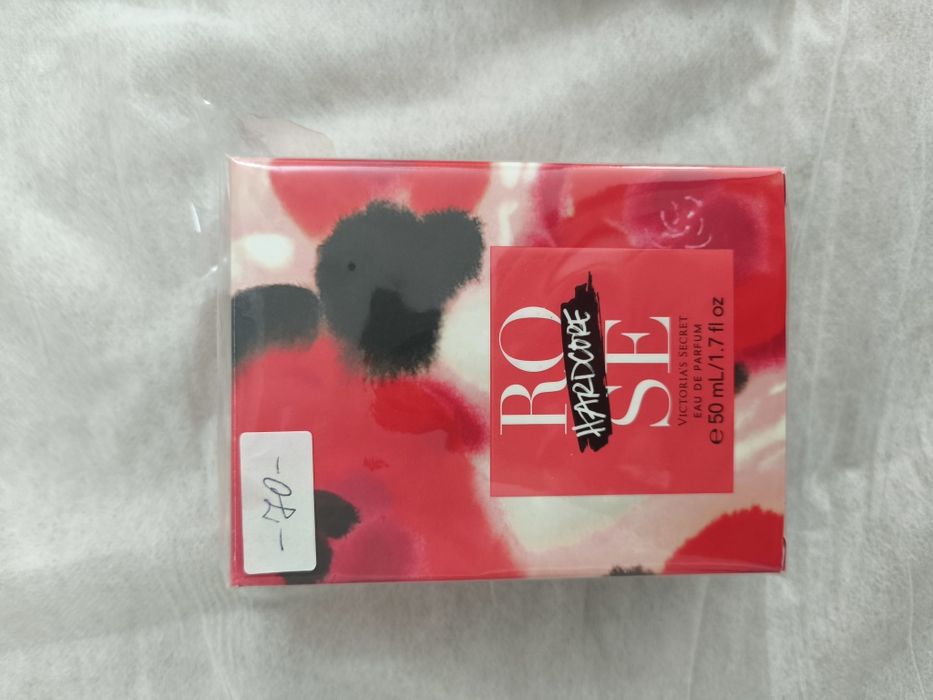 RO
HARDCORE
SE
VICTORIA'S SECRET
EAU DE PARFUM
℮ 50 mL/1.7 fl oz
-70-